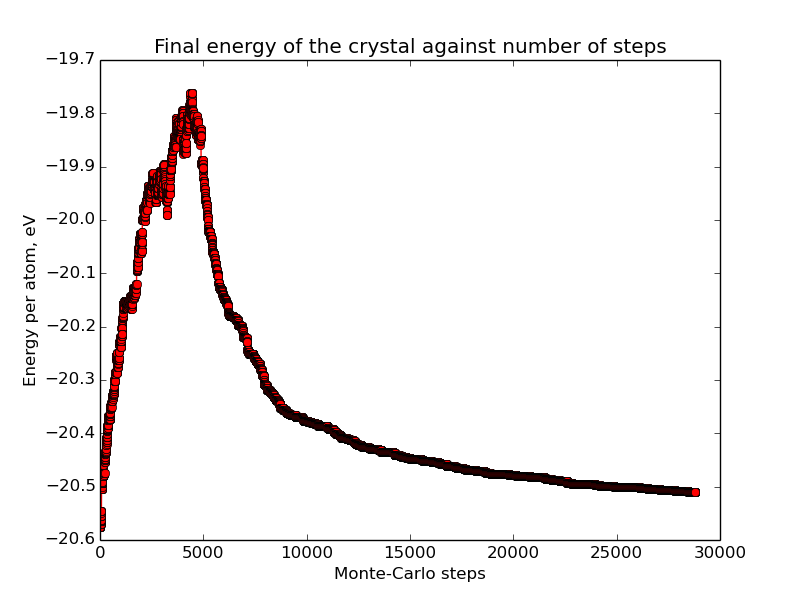 Final energy of the crystal against number of steps
−19.7
−19.8
−19.9
−20.0
−20.1
−20.2
−20.3
−20.4
−20.5
−20.6
Energy per atom, eV
0 5000 10000 15000 20000 25000 30000
Monte-Carlo steps